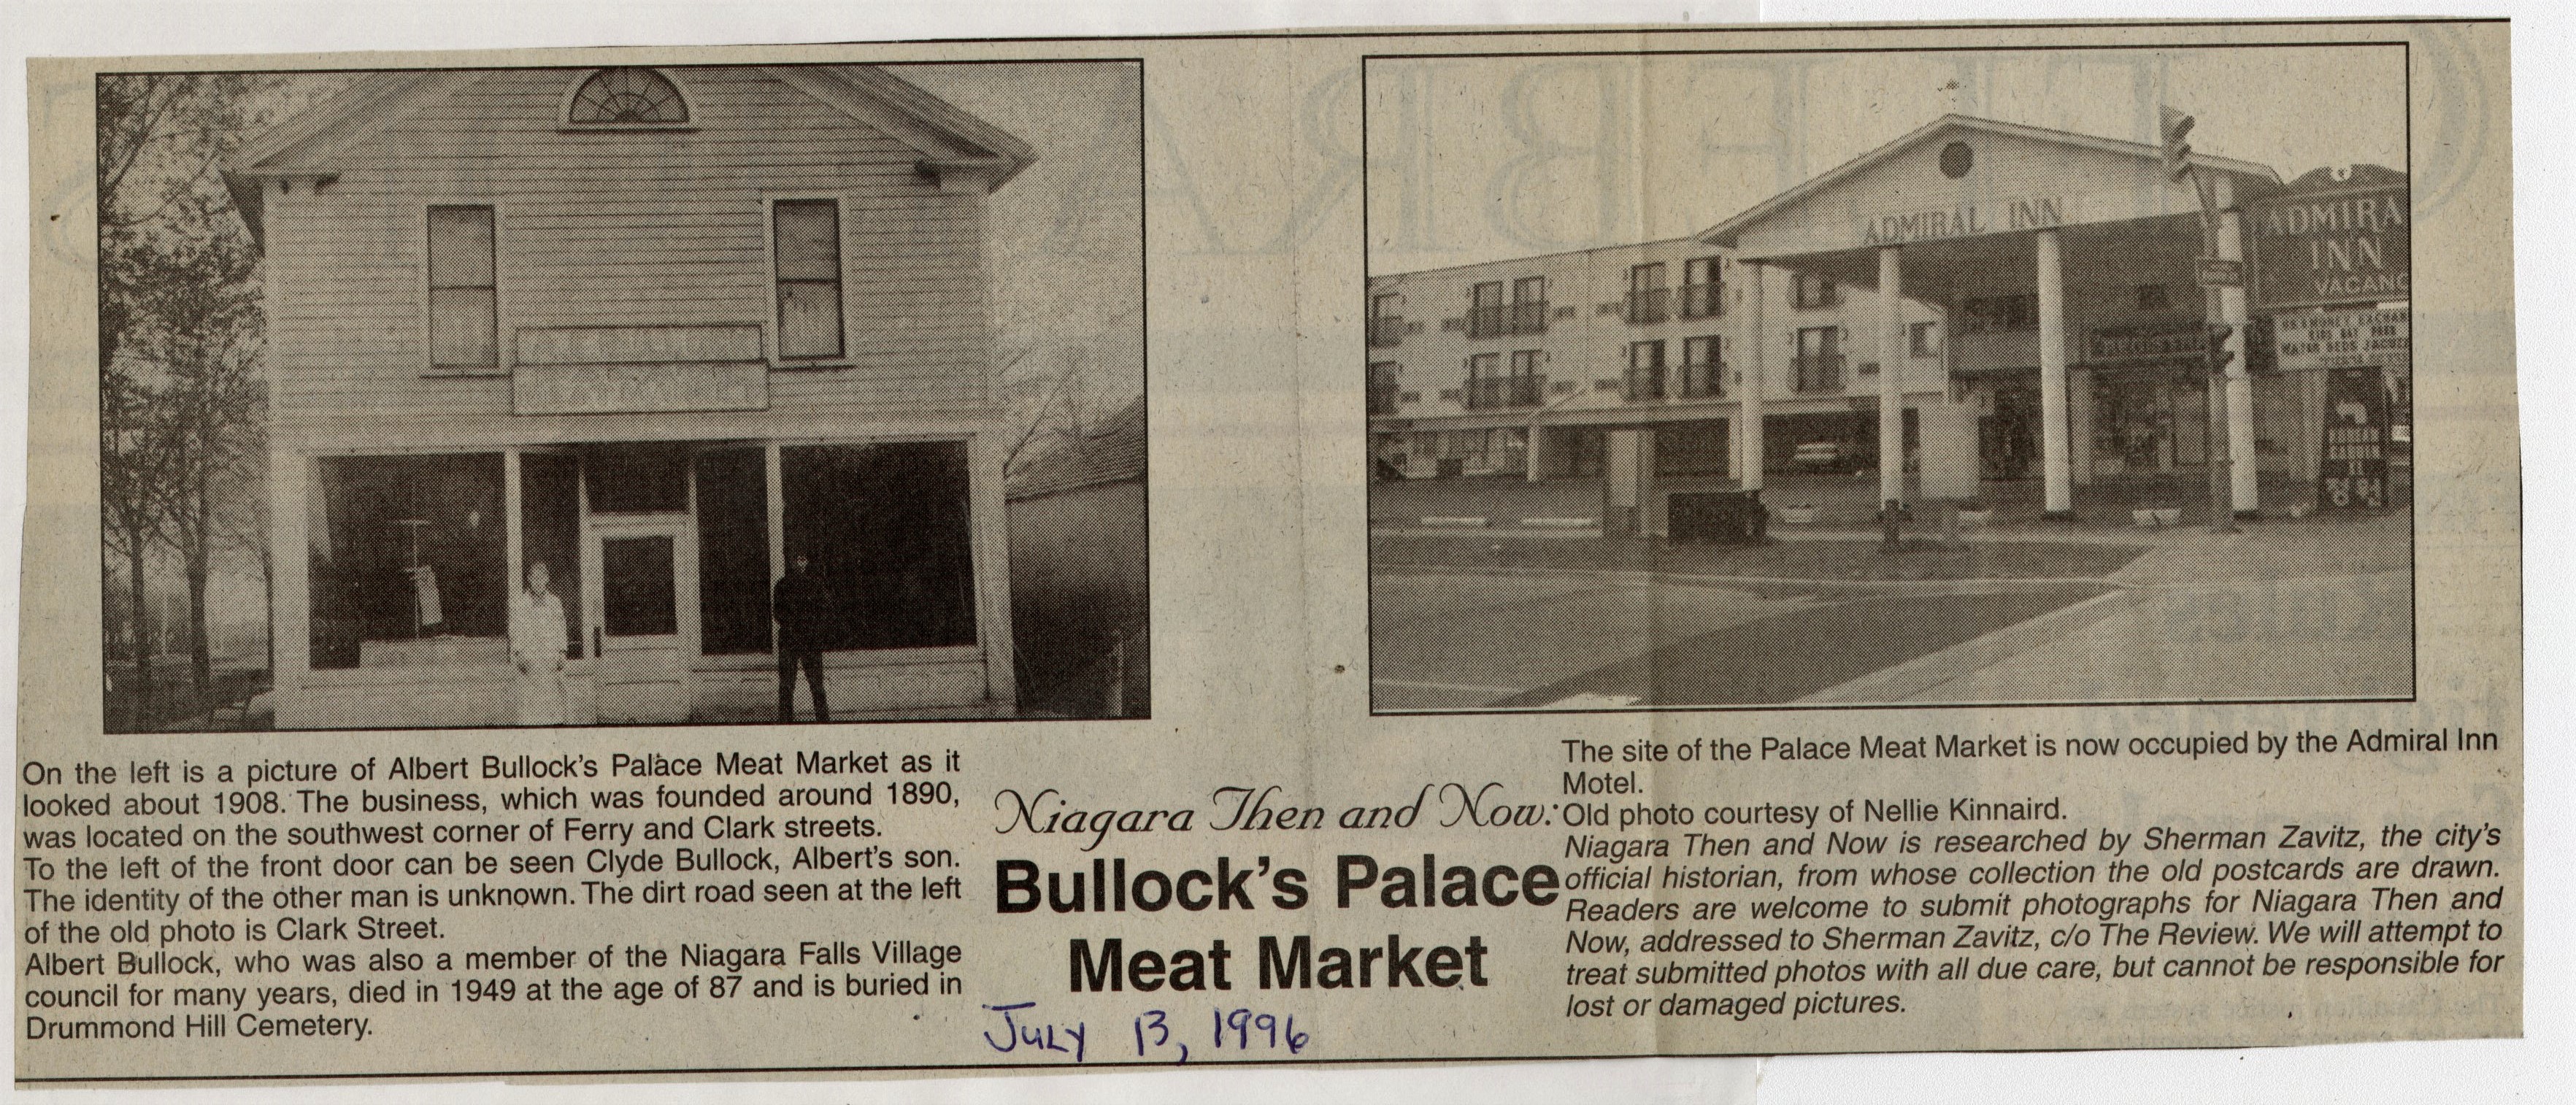 ADMIRAL INN
ADMIRA
INN
VACANC
On the left is a picture of Albert Bullock's Palace Meat Market as it
looked about 1908. The business, which was founded around 1890,
was located on the southwest corner of Ferry and Clark streets.
To the left of the front door can be seen Clyde Bullock, Albert's son.
The identity of the other man is unknown. The dirt road seen at the left
of the old photo is Clark Street.
Albert Bullock, who was also a member of the Niagara Falls Village
council for many years, died in 1949 at the age of 87 and is buried in
Drummond Hill Cemetery.
Niagara Then and Now:
Bullock's Palace
Meat Market
July 13, 1996
The site of the Palace Meat Market is now occupied by the Admiral Inn
Motel.
Old photo courtesy of Nellie Kinnaird.
Niagara Then and Now is researched by Sherman Zavitz, the city's
official historian, from whose collection the old postcards are drawn.
Readers are welcome to submit photographs for Niagara Then and
Now, addressed to Sherman Zavitz, c/o The Review. We will attempt to
treat submitted photos with all due care, but cannot be responsible for
lost or damaged pictures.